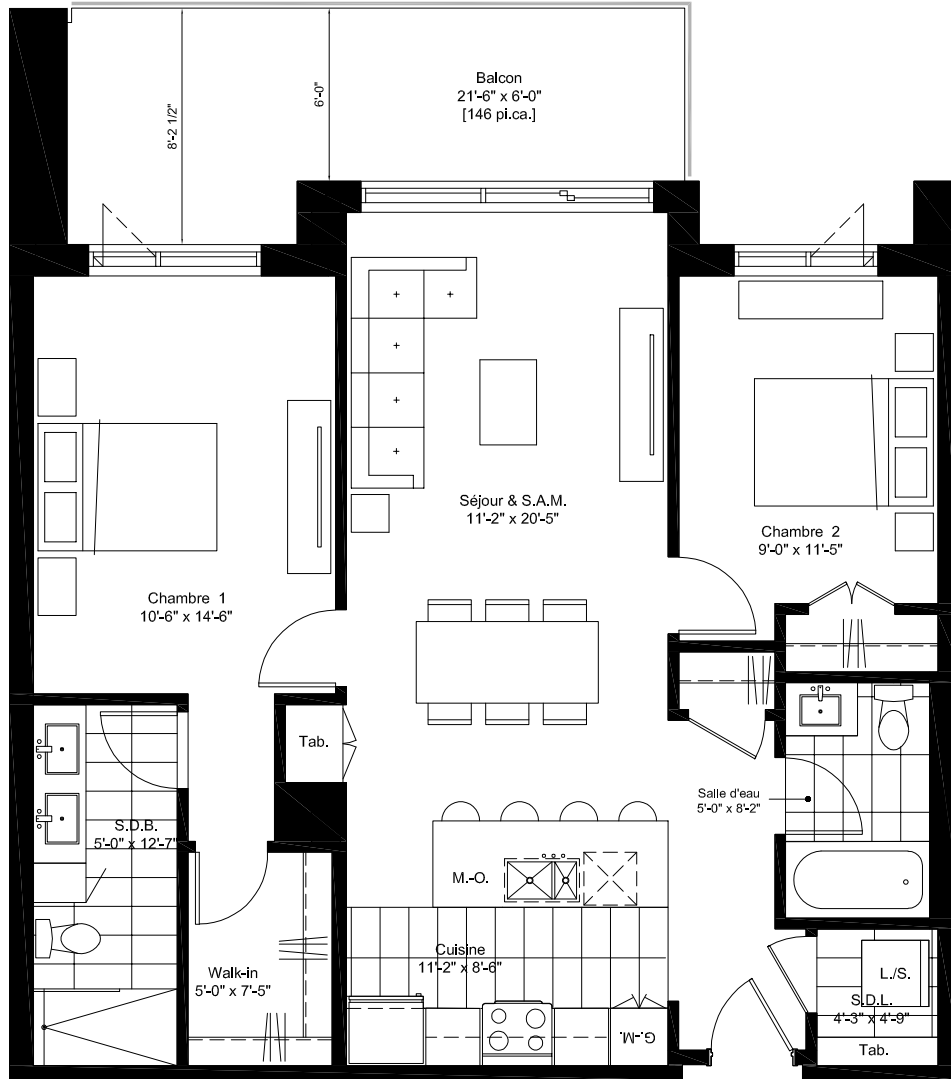 Balcon
21'-6" x 6'-0"
[146 pi.ca.]
8'-2 1/2"
6'-0"
Séjour & S.A.M.
11'-2" x 20'-5"
Chambre 2
9'-0" x 11'-5"
Chambre 1
10'-6" x 14'-6"
Tab.
Salle d'eau
5'-0" x 8'-2"
S.D.B.
5'-0" x 12'-7"
M.-O.
Cuisine
11'-2" x 8'-6"
Walk-in
5'-0" x 7'-5"
L./S.
S.D.L.
4'-3" x 4'-9"
G.-M.
Tab.